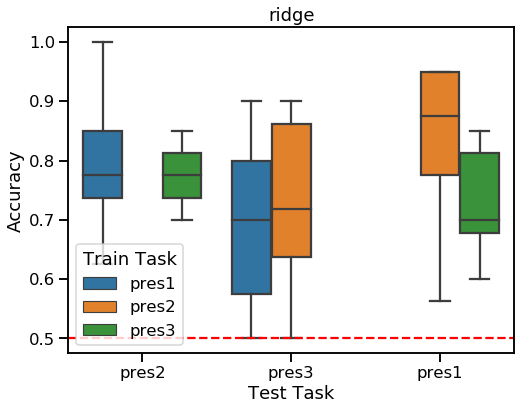 ridge
Accuracy
1.0
0.9
0.8
0.7
0.6
0.5
Train Task
pres1
pres2
pres3
pres2
pres3
pres1
Test Task